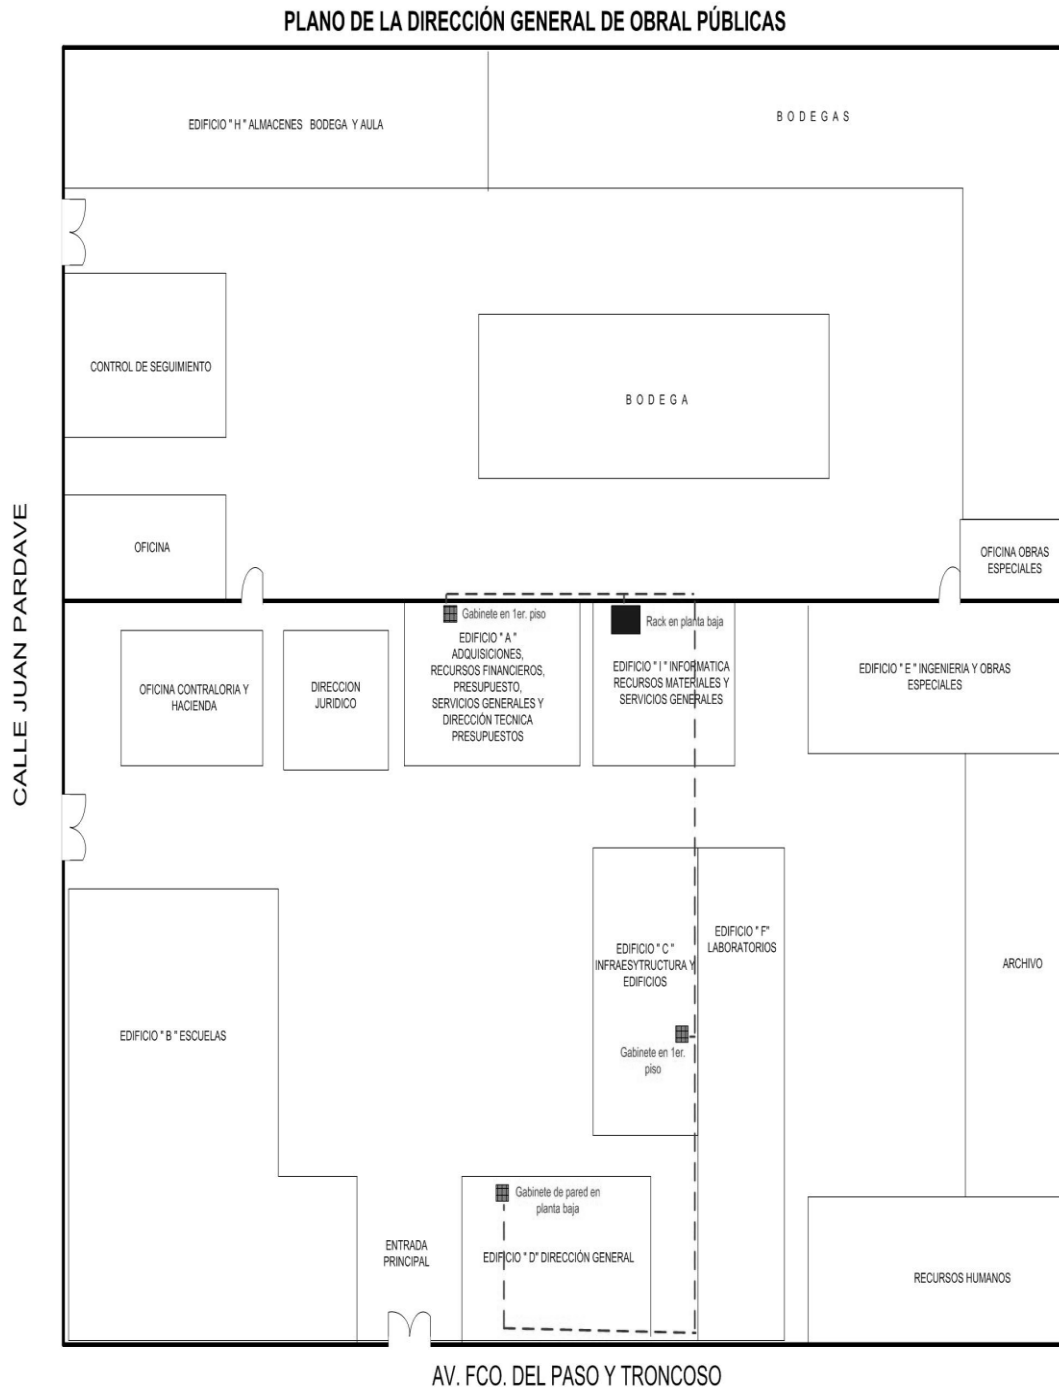 PLANO DE LA DIRECCIÓN GENERAL DE OBRAL PÚBLICAS
EDIFICIO " H " ALMACENES BODEGA Y AULA
B O D E G A S
CONTROL DE SEGUIMIENTO
B O D E G A
OFICINA
OFICINA OBRAS
ESPECIALES
CALLE JUAN PARDAVE
Gabinete en 1er. piso
EDIFICIO " A "
ADQUISICIONES,
RECURSOS FINANCIEROS,
PRESUPUESTO,
SERVICIOS GENERALES Y
DIRECCIÓN TECNICA
PRESUPUESTOS
Rack en planta baja
EDIFICIO " I " INFORMATICA
RECURSOS MATERIALES Y
SERVICIOS GENERALES
EDIFICIO " E " INGENIERIA Y OBRAS
ESPECIALES
OFICINA CONTRALORIA Y
HACIENDA
DIRECCION
JURIDICO
EDIFICIO " C "
INFRAESYTRUCTURA Y
EDIFICIOS
EDIFICIO " F"
LABORATORIOS
ARCHIVO
EDIFICIO " B " ESCUELAS
Gabinete en 1er.
piso
Gabinete de pared en
planta baja
ENTRADA
PRINCIPAL
EDIFICIO " D" DIRECCIÓN GENERAL
RECURSOS HUMANOS
AV. FCO. DEL PASO Y TRONCOSO